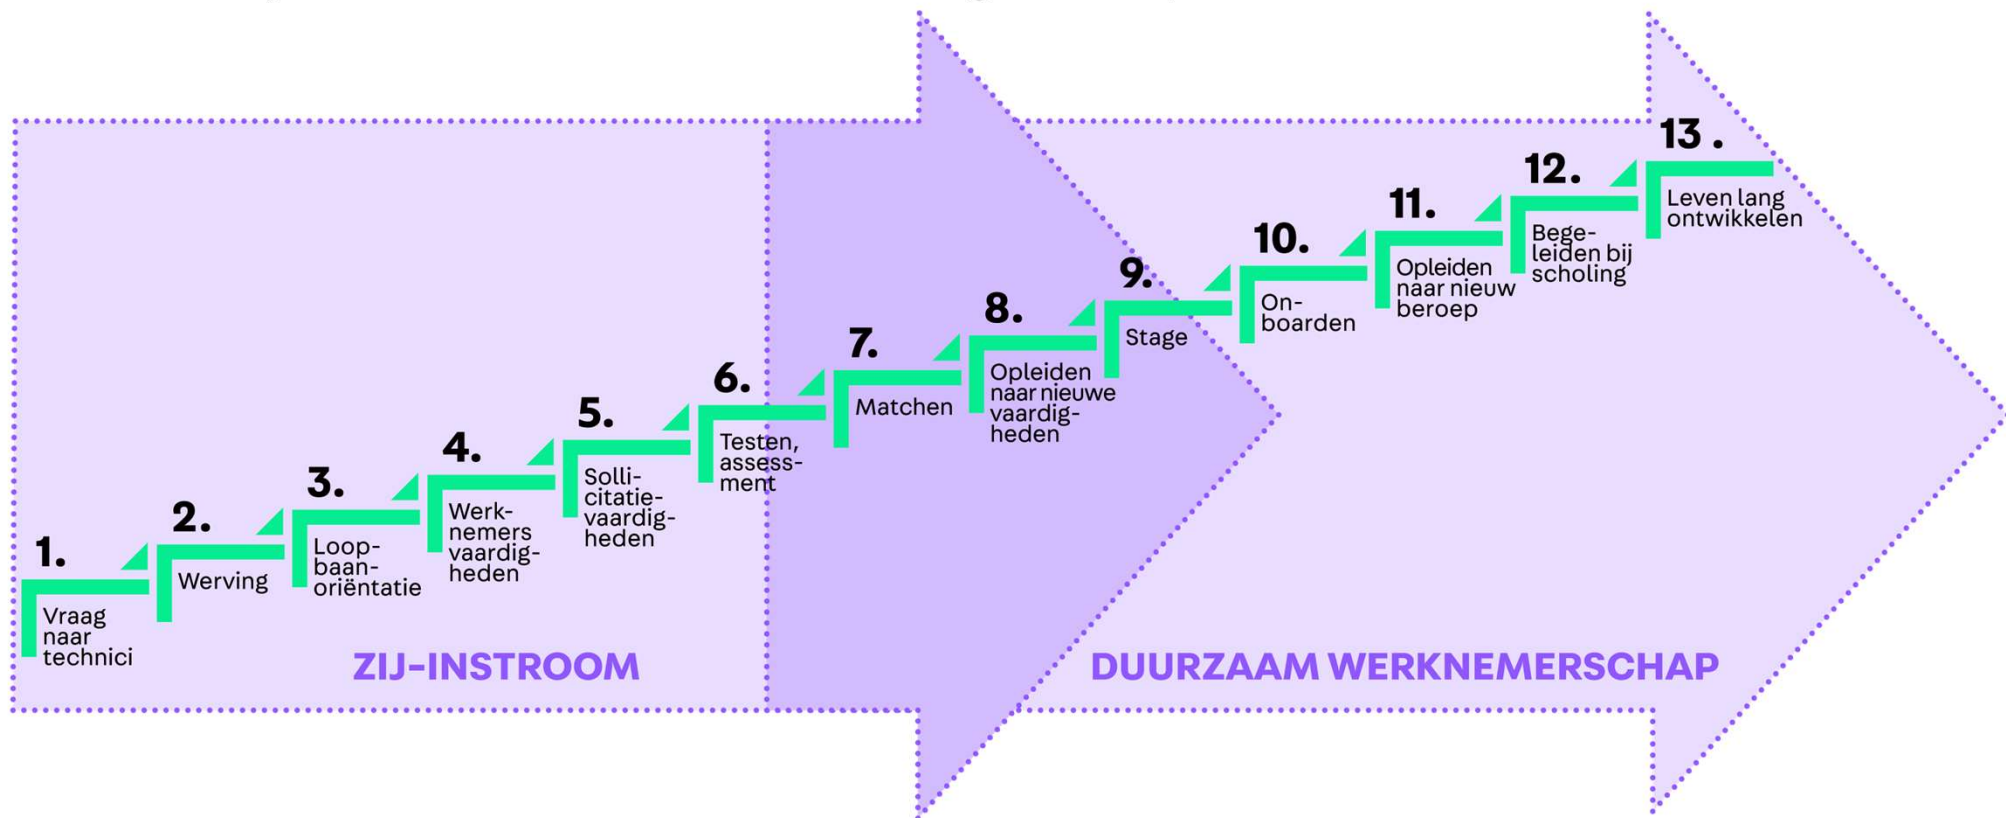 1.
Vraag
naar
technici
2.
Werving
3.
Loop-
baan-
oriëntatie
4.
Werk-
nemers
vaardig-
heden
5.
Solli-
citatie-
vaardig-
heden
6.
Testen,
assess-
ment
7.
Matchen
8.
Opleiden
naar nieuwe
vaardig-
heden
9.
Stage
10.
On-
boarden
11.
Opleiden
naar nieuw
beroep
12.
Bege-
leiden bij
scholing
13 .
Leven lang
ontwikkelen
ZIJ-INSTROOM
DUURZAAM WERKNEMERSCHAP